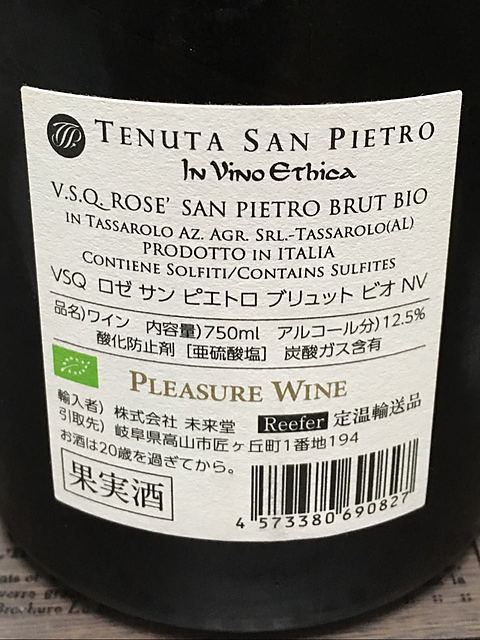 TENUTA SAN PIETRO
In Vino Ethica
V.S.Q. ROSE' SAN PIETRO BRUT BIO
IN TASSAROLO AZ. AGR. SRL.-TASSAROLO(AL)
PRODOTTO IN ITALIA
CONTIENE SOLFITI/CONTAINS SULFITES
VSQ ロゼ サン ピエトロ ブリュット ビオ NV
品名)ワイン 内容量)750ml アルコール分)12.5%
酸化防止剤 [亜硫酸塩] 炭酸ガス含有
PLEASURE WINE
輸入者) 株式会社 未来堂 Reefer 定温輸送品
引取先) 岐阜県高山市匠ヶ丘町1番地194
お酒は20歳を過ぎてから。
果実酒
4 573380 690827